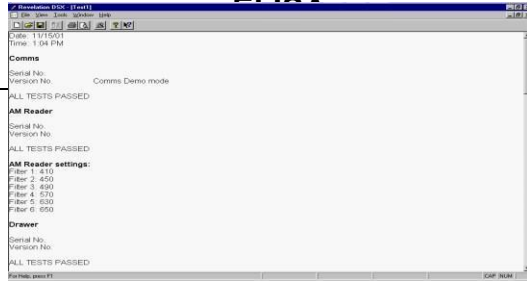 Revelation DSX - [Test1]
File View Tools Window Help
Date: 11/15/01
Time: 1:04 PM
Comms
Serial No.
Version No. Comms Demo mode
ALL TESTS PASSED
AM Reader
Serial No.
Version No.
ALL TESTS PASSED
AM Reader settings:
Filter 1: 410
Filter 2: 450
Filter 3: 490
Filter 4: 570
Filter 5: 630
Filter 6: 650
Drawer
Serial No.
Version No.
ALL TESTS PASSED
For Help, press F1
CAP NUM